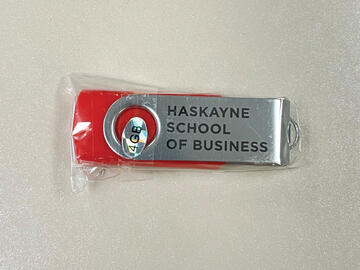 4GB
HASKAYNE
SCHOOL
OF BUSINESS